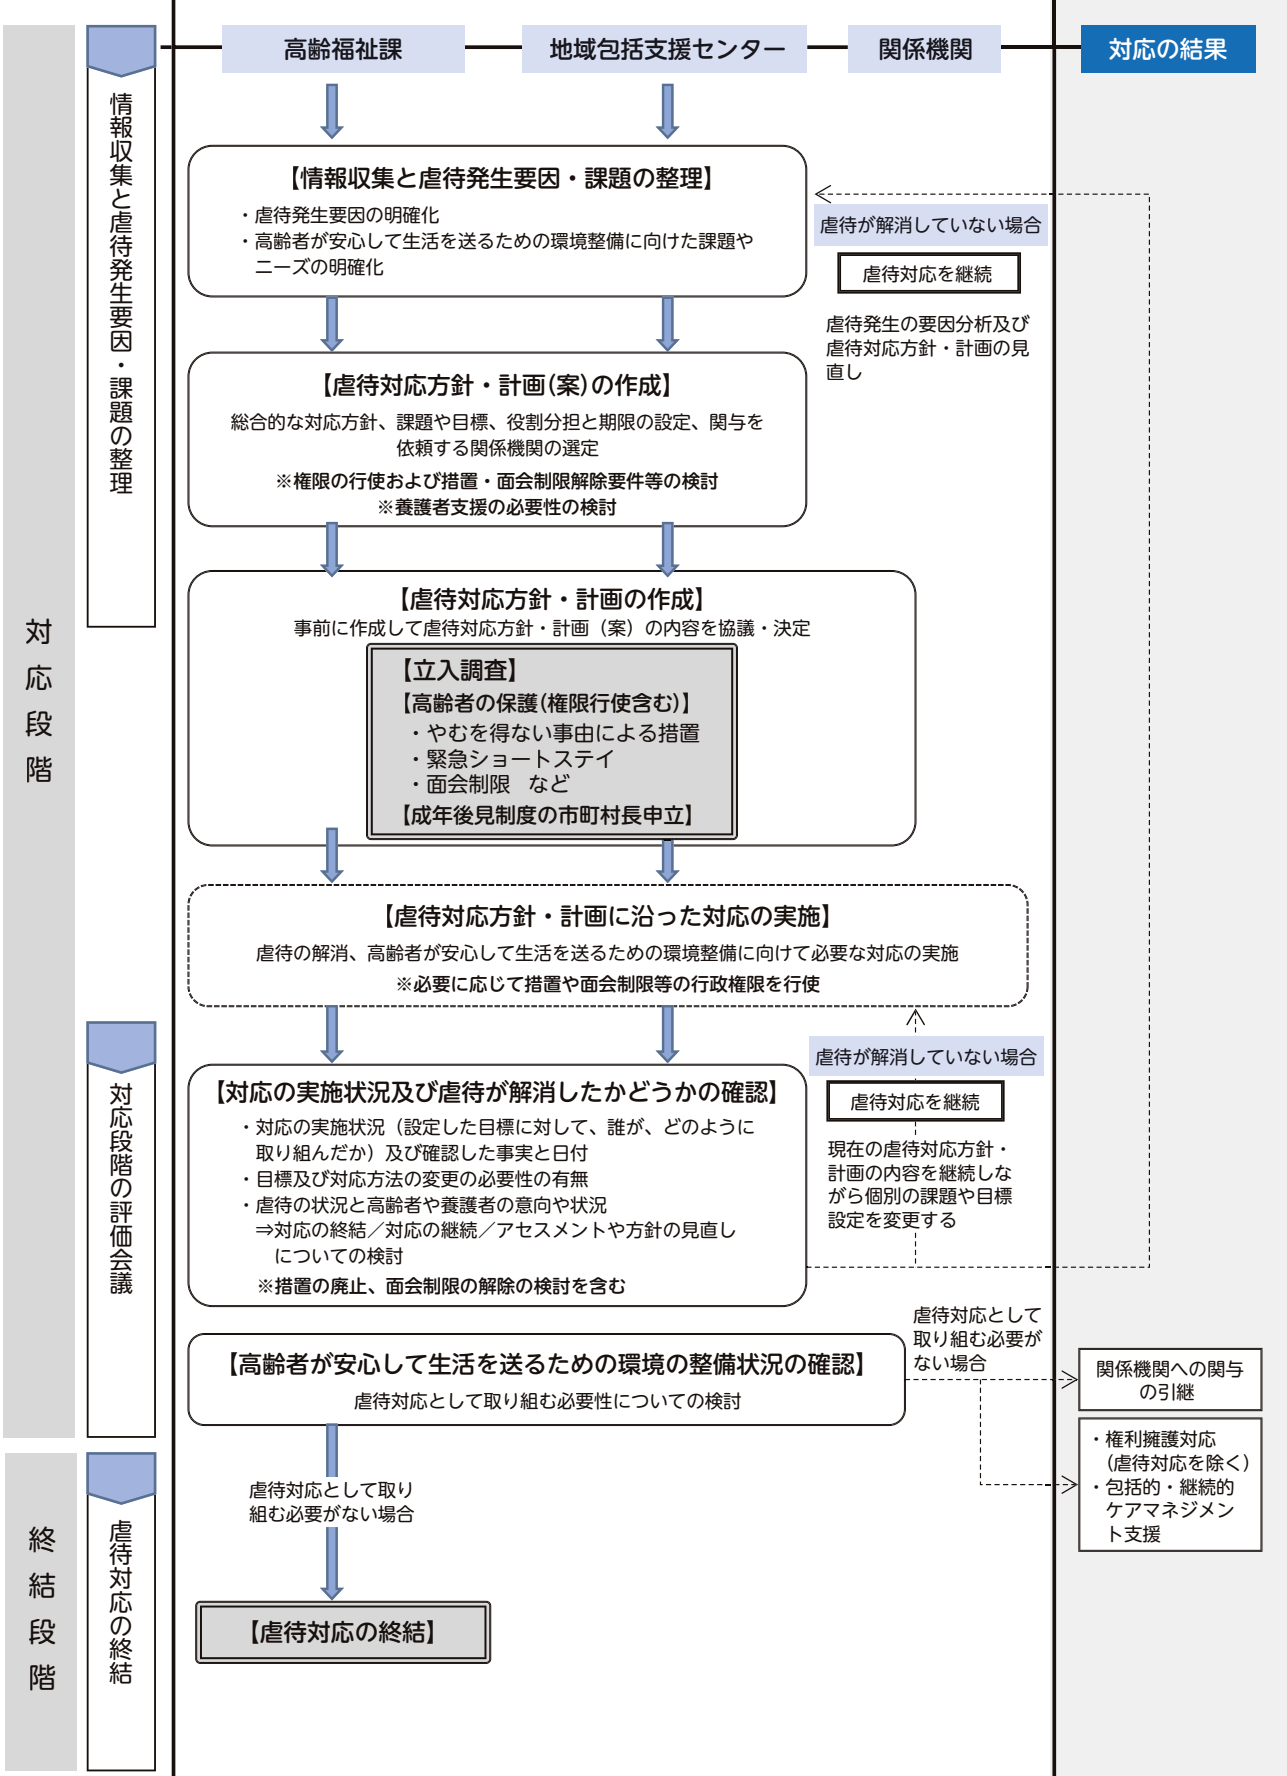 高齢福祉課
地域包括支援センター
関係機関
対応の結果
対応段階
情報収集と虐待発生要因・課題の整理
【情報収集と虐待発生要因・課題の整理】
・虐待発生要因の明確化
・高齢者が安心して生活を送るための環境整備に向けた課題や
ニーズの明確化
虐待が解消していない場合
虐待対応を継続
虐待発生の要因分析及び
虐待対応方針・計画の見
直し
【虐待対応方針・計画(案)の作成】
総合的な対応方針、課題や目標、役割分担と期限の設定、関与を
依頼する関係機関の選定
※権限の行使および措置・面会制限解除要件等の検討
※養護者支援の必要性の検討
【虐待対応方針・計画の作成】
事前に作成して虐待対応方針・計画（案）の内容を協議・決定
【立入調査】
【高齢者の保護(権限行使含む)】
・やむを得ない事由による措置
・緊急ショートステイ
・面会制限 など
【成年後見制度の市町村長申立】
【虐待対応方針・計画に沿った対応の実施】
虐待の解消、高齢者が安心して生活を送るための環境整備に向けて必要な対応の実施
※必要に応じて措置や面会制限等の行政権限を行使
対応段階の評価会議
【対応の実施状況及び虐待が解消したかどうかの確認】
・対応の実施状況（設定した目標に対して、誰が、どのように
取り組んだか）及び確認した事実と日付
・目標及び対応方法の変更の必要性の有無
・虐待の状況と高齢者や養護者の意向や状況
⇒対応の終結／対応の継続／アセスメントや方針の見直し
についての検討
※措置の廃止、面会制限の解除の検討を含む
虐待が解消していない場合
虐待対応を継続
現在の虐待対応方針・
計画の内容を継続しな
がら個別の課題や目標
設定を変更する
【高齢者が安心して生活を送るための環境の整備状況の確認】
虐待対応として取り組む必要性についての検討
虐待対応として
取り組む必要が
ない場合
関係機関への関与
の引継
・権利擁護対応
(虐待対応を除く)
・包括的・継続的
ケアマネジメン
ト支援
終結段階
虐待対応の終結
虐待対応として取り
組む必要がない場合
【虐待対応の終結】